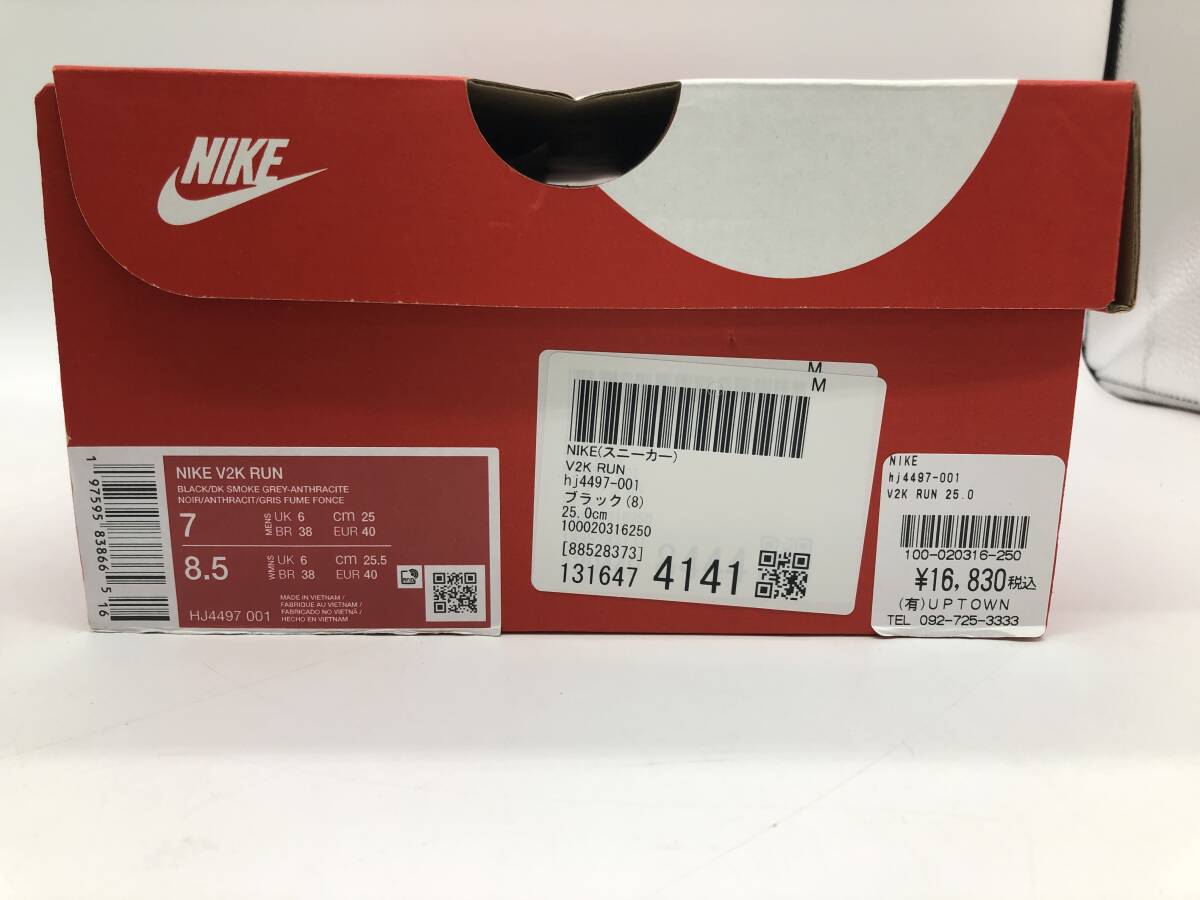 NIKE
1 97595 83866 5 16
NIKE V2K RUN
BLACK/DK SMOKE GREY-ANTHRACITE
NOIR/ANTHRACIT/GRIS FUME FONCE
7 MENS UK 6 cm 25
BR 38 EUR 40
8.5 WMNS UK 6 cm 25.5
BR 38 EUR 40
MADE IN VIETNAM /
FABRIQUE AU VIETNAM /
FABRICADO NO VIETNÃ /
HECHO EN VIETNAM
HJ4497 001
M
M
NIKE(スニーカー)
V2K RUN
hj4497-001
ブラック(8)
25.0cm
100020316250
[88528373]
131647 4141
NIKE
hj4497-001
V2K RUN 25.0
100-020316-250
¥16,830税込
(有)UPTOWN
TEL 092-725-3333